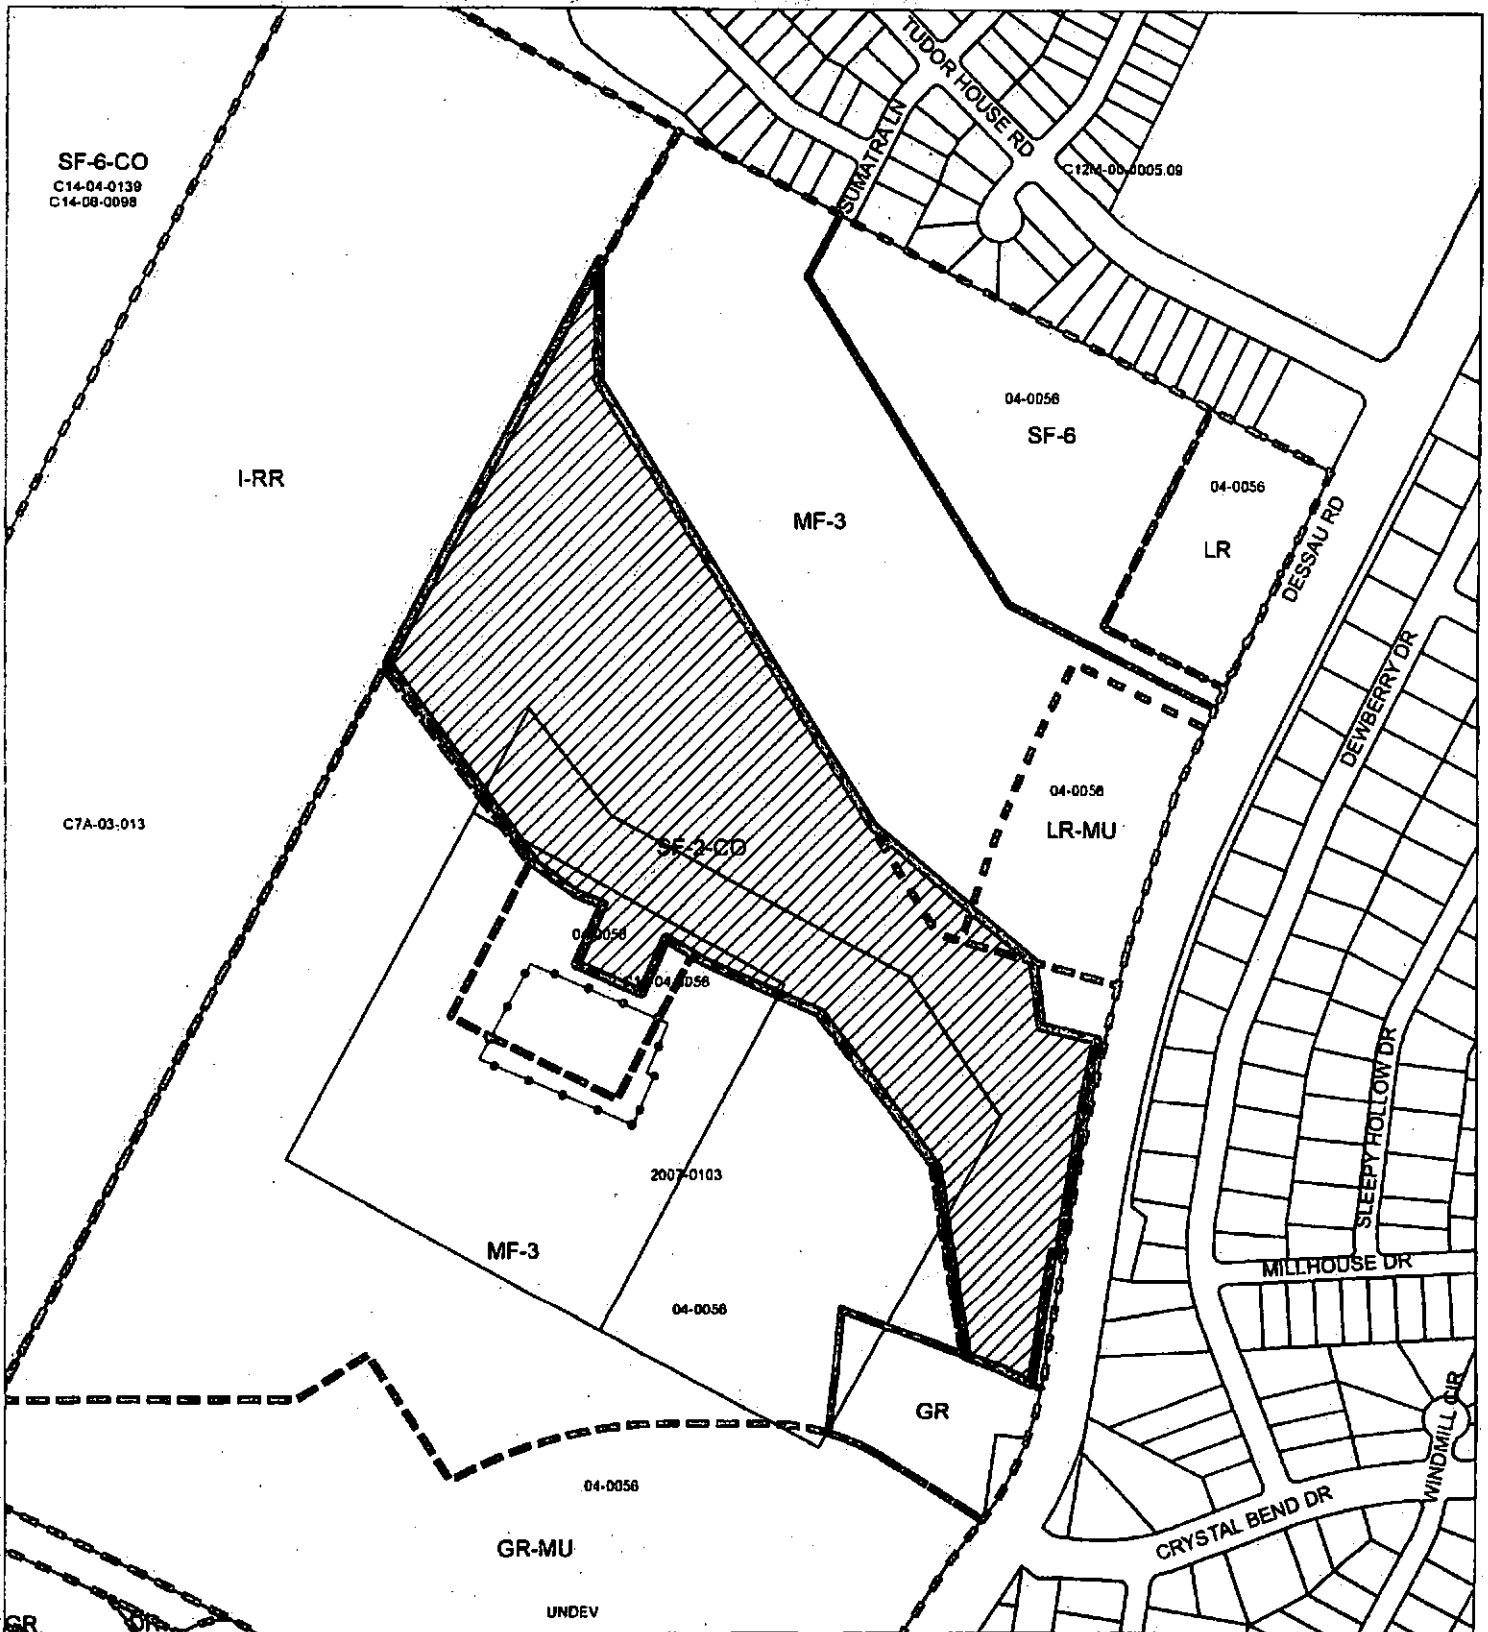 TUDOR HOUSE RD
SUMATRA LN
SF-6-CO
C14-04-0139
C14-08-0098
C12M-00-0005.09
04-0056
SF-6
I-RR
04-0056
LR
MF-3
DESSAU RD
DEWBERRY DR
04-0056
LR-MU
C7A-03-013
SF-2-CO
04-0056
C14-04-0056
SLEEPY HOLLOW DR
2007-0103
MF-3
MILLHOUSE DR
04-0056
GR
WINDMILL CIR
04-0056
CRYSTAL BEND DR
GR-MU
UNDEV
GR